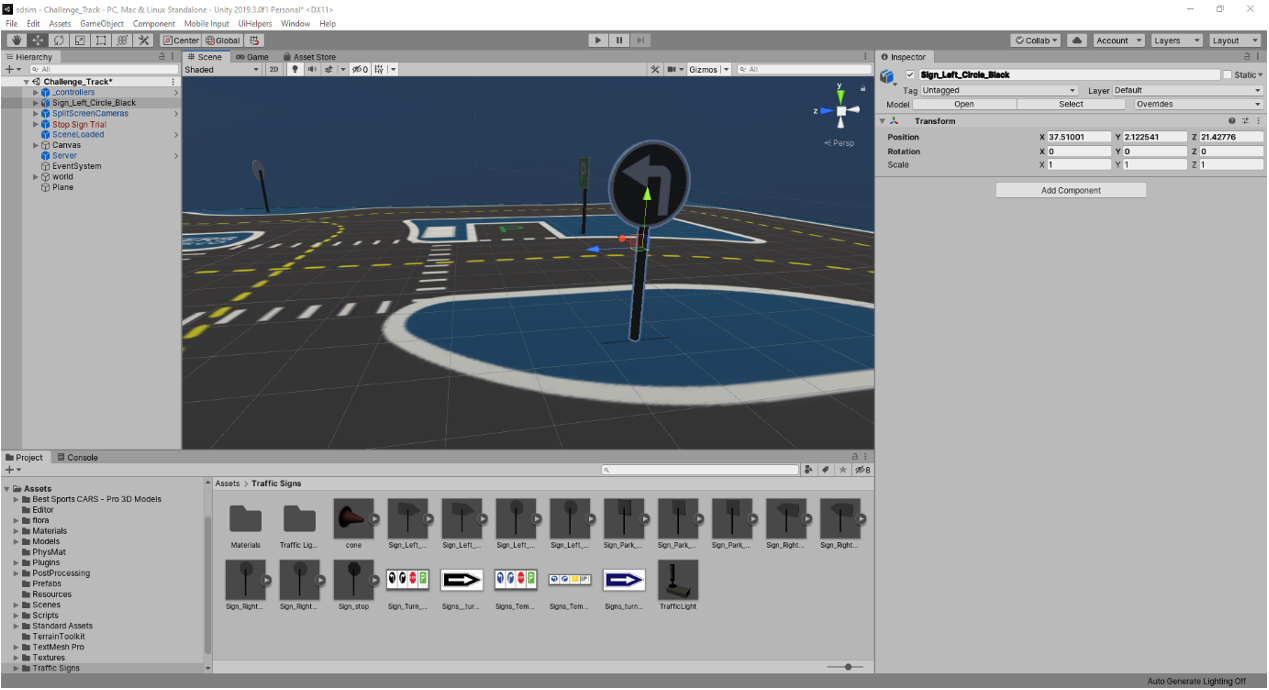 sdsim - Challenge_Track - PC, Mac & Linux Standalone - Unity 2019.3.0f1 Personal* <DX11>
File Edit Assets GameObject Component Mobile Input UiHelpers Window Help
Center Global
Collab Account Layers Layout
Hierarchy
All
Challenge_Track*
_controllers
Sign_Left_Circle_Black
SplitScreenCameras
Stop Sign Trial
SceneLoaded
Canvas
Server
EventSystem
world
Plane
Scene Game Asset Store
Shaded 2D 0 Gizmos All
y
z
Persp
P
Inspector
Sign_Left_Circle_Black Static
Tag Untagged Layer Default
Model Open Select Overrides
Transform
Position X 37.51001 Y 2.122541 Z 21.42776
Rotation X 0 Y 0 Z 0
Scale X 1 Y 1 Z 1
Add Component
Project Console
8
Assets
Best Sports CARS - Pro 3D Models
Editor
flora
Materials
Models
PhysMat
Plugins
PostProcessing
Prefabs
Resources
Scenes
Scripts
Standard Assets
TerrainToolkit
TextMesh Pro
Textures
Traffic Signs
Assets > Traffic Signs
Materials Traffic Lig... cone Sign_Left_... Sign_Left_... Sign_Left_... Sign_Left_... Sign_Park_... Sign_Park_... Sign_Park_... Sign_Right... Sign_Right...
Sign_Right... Sign_Right... Sign_stop Sign_Turn_... Signs__tur... Signs_Tem... Signs_Tem... Signs_turn... TrafficLight
Auto Generate Lighting Off